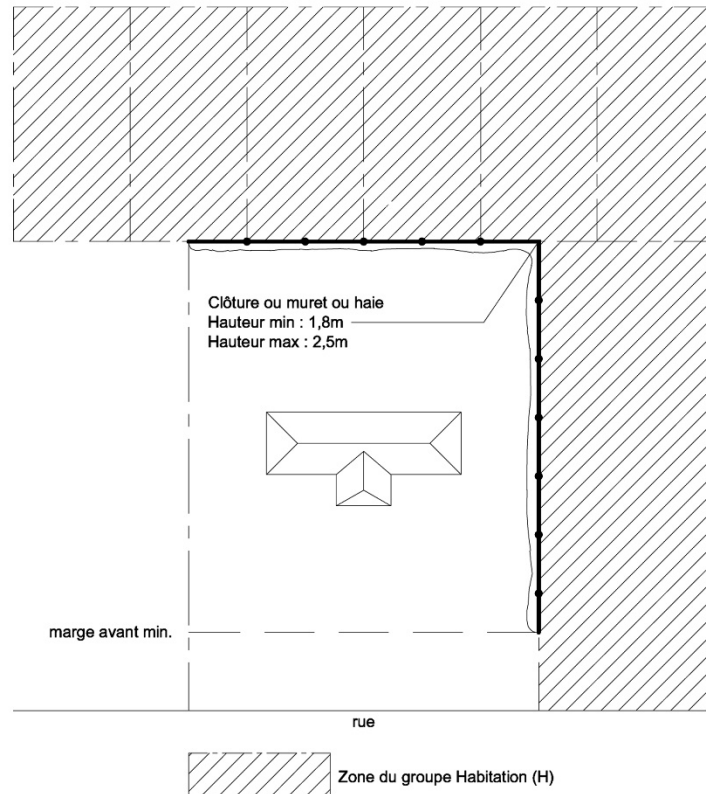 Clôture ou muret ou haie
Hauteur min : 1,8m
Hauteur max : 2,5m
marge avant min.
rue
Zone du groupe Habitation (H)